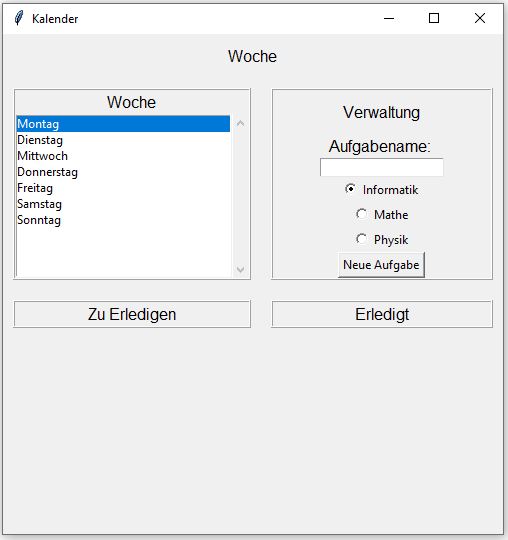 Kalender
Woche
Woche
Montag
Dienstag
Mittwoch
Donnerstag
Freitag
Samstag
Sonntag
Verwaltung
Aufgabename:
Informatik
Mathe
Physik
Neue Aufgabe
Zu Erledigen
Erledigt